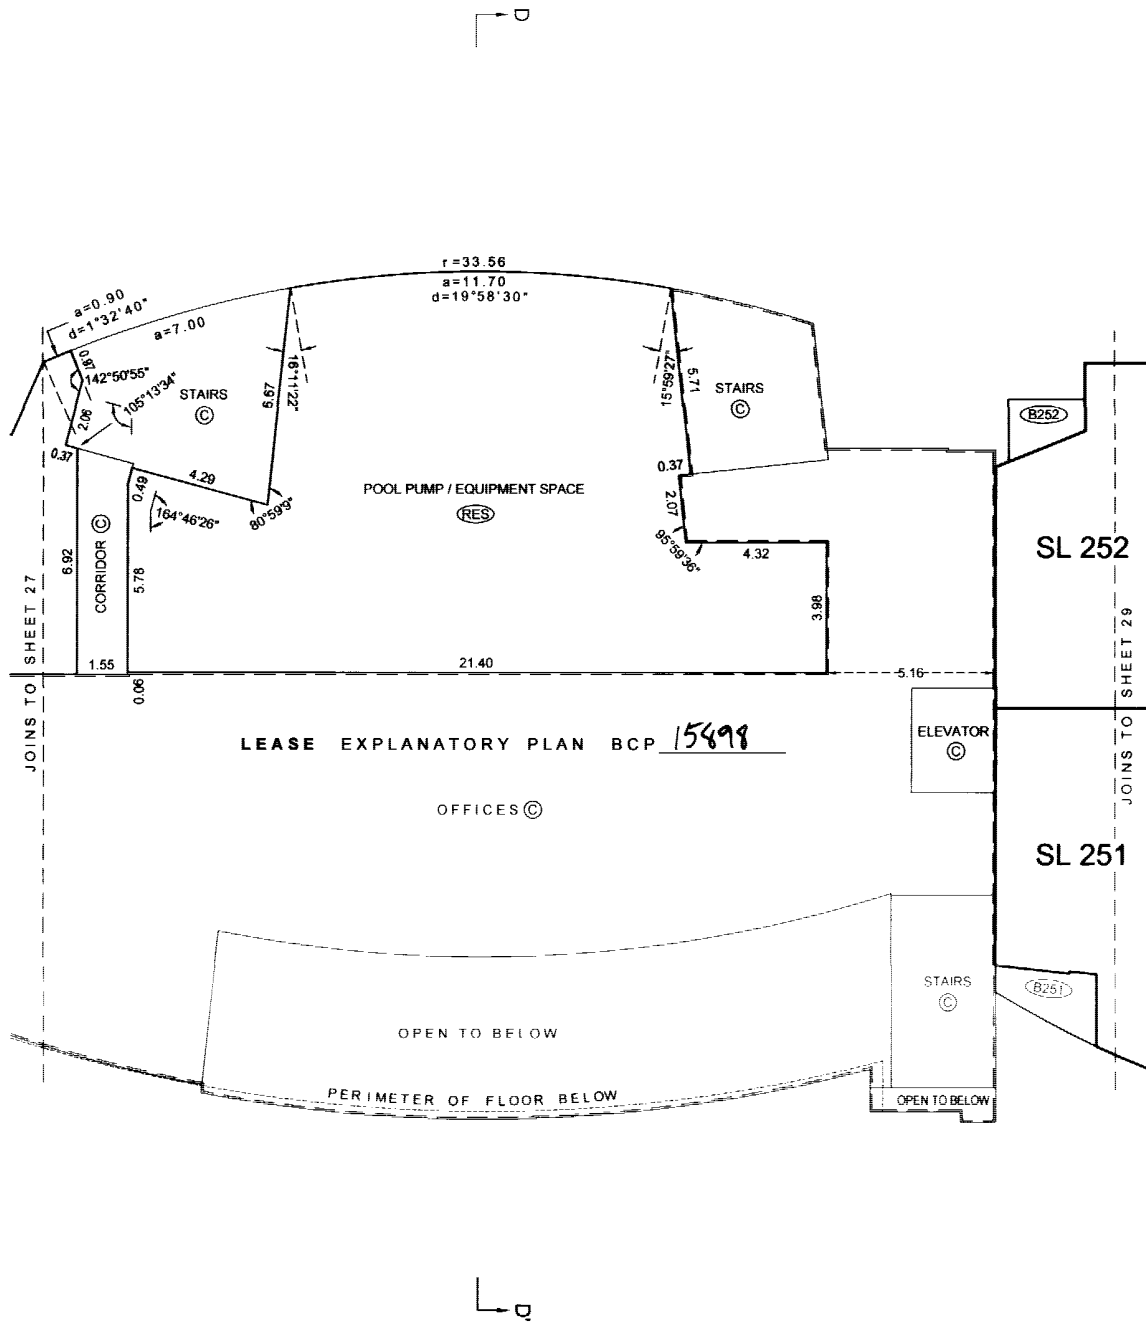 D
r=33.56
a=11.70
d=19°58'30"
a=0.90
d=1°32'40"
a=7.00
0.97
142°50'55"
105°13'34"
2.06
0.37
STAIRS
C
6.67
16°11'22"
4.29
0.49
164°46'26"
80°59'9"
15°59'27"
5.71
STAIRS
C
0.37
2.07
95°59'36"
4.32
3.98
POOL PUMP / EQUIPMENT SPACE
RES
B252
SL 252
6.92
CORRIDOR C
5.78
1.55
0.06
21.40
5.16
JOINS TO SHEET 27
JOINS TO SHEET 29
LEASE EXPLANATORY PLAN BCP 15898
ELEVATOR
C
OFFICES C
SL 251
STAIRS
C
B251
OPEN TO BELOW
PERIMETER OF FLOOR BELOW
OPEN TO BELOW
D'